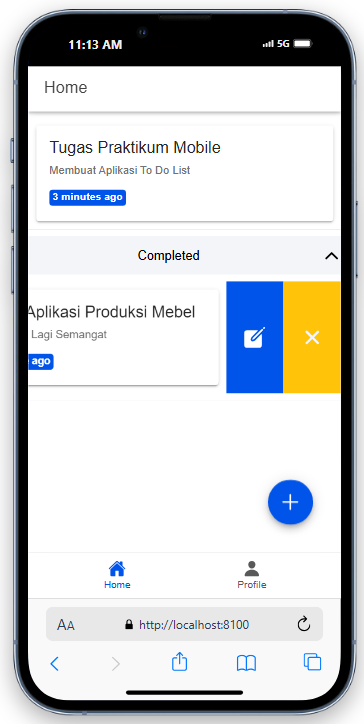 11:13 AM
5G
Home
Tugas Praktikum Mobile
Membuat Aplikasi To Do List
3 minutes ago
Completed
Aplikasi Produksi Mebel
Lagi Semangat
ago
Home
Profile
AA
http://localhost:8100